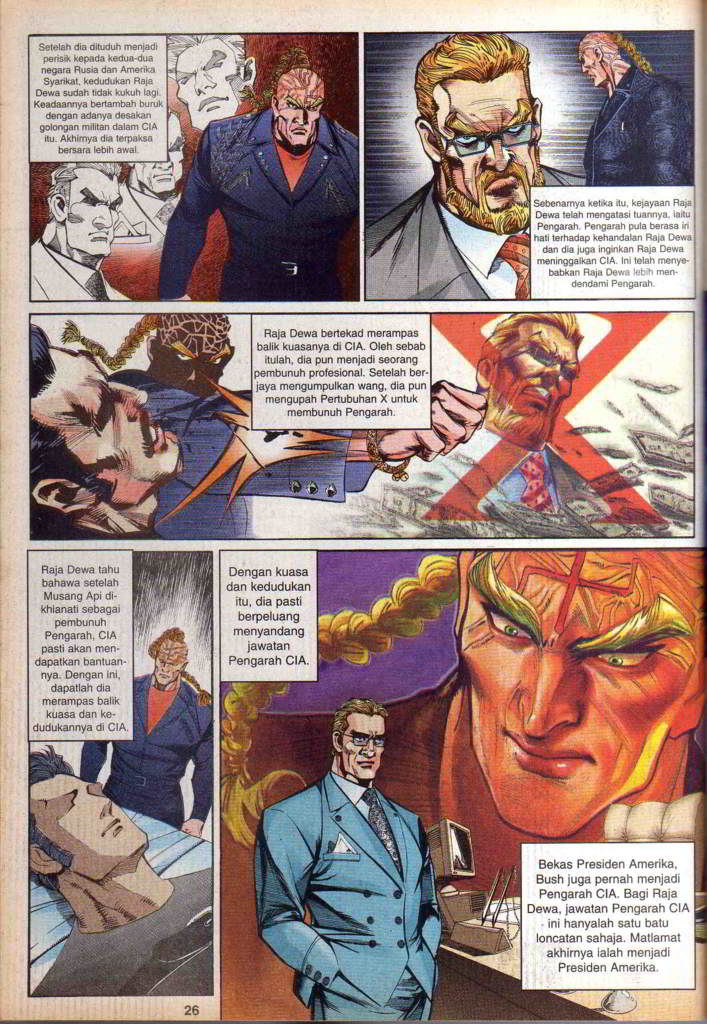 Setelah dia dituduh menjadi
perisik kepada kedua-dua
negara Rusia dan Amerika
Syarikat, kedudukan Raja
Dewa sudah tidak kukuh lagi.
Keadaannya bertambah buruk
dengan adanya desakan
golongan militan dalam CIA
itu. Akhirnya dia terpaksa
bersara lebih awal.
Sebenarnya ketika itu, kejayaan Raja
Dewa telah mengatasi tuannya, iaitu
Pengarah. Pengarah pula berasa iri
hati terhadap kehandalan Raja Dewa
dan dia juga inginkan Raja Dewa
meninggalkan CIA. Ini telah menye-
babkan Raja Dewa lebih men-
dendami Pengarah.
Raja Dewa bertekad merampas
balik kuasanya di CIA. Oleh sebab
itulah, dia pun menjadi seorang
pembunuh profesional. Setelah ber-
jaya mengumpulkan wang, dia pun
mengupah Pertubuhan X untuk
membunuh Pengarah.
Raja Dewa tahu
bahawa setelah
Musang Api di-
khianati sebagai
pembunuh
Pengarah, CIA
pasti akan men-
dapatkan bantuan-
nya. Dengan ini,
dapatlah dia
merampas balik
kuasa dan ke-
dudukannya di CIA.
Dengan kuasa
dan kedudukan
itu, dia pasti
berpeluang
menyandang
jawatan
Pengarah CIA.
Bekas Presiden Amerika,
Bush juga pernah menjadi
Pengarah CIA. Bagi Raja
Dewa, jawatan Pengarah CIA
ini hanyalah satu batu
loncatan sahaja. Matlamat
akhirnya ialah menjadi
Presiden Amerika.
26